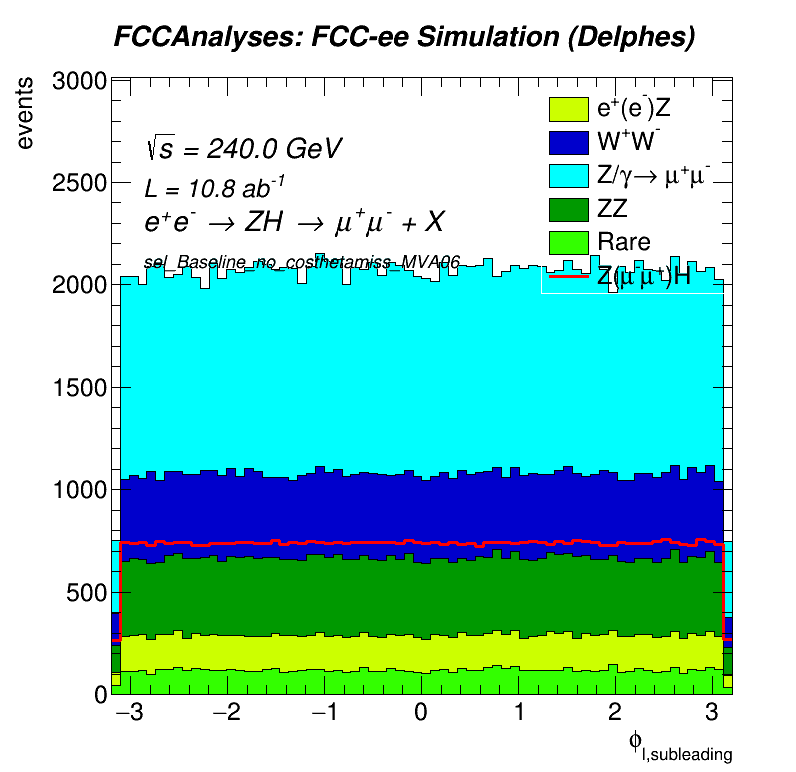 FCCAnalyses: FCC-ee Simulation (Delphes)
events
3000
2500
2000
1500
1000
500
0
√s = 240.0 GeV
L = 10.8 ab⁻¹
e⁺e⁻ → ZH → μ⁺μ⁻ + X
sel_Baseline_no_costhetamiss_MVA06
e⁺(e⁻)Z
W⁺W⁻
Z/γ→ μ⁺μ⁻
ZZ
Rare
Z(μ⁻μ⁺)H
−3 −2 −1 0 1 2 3
ϕl,subleading